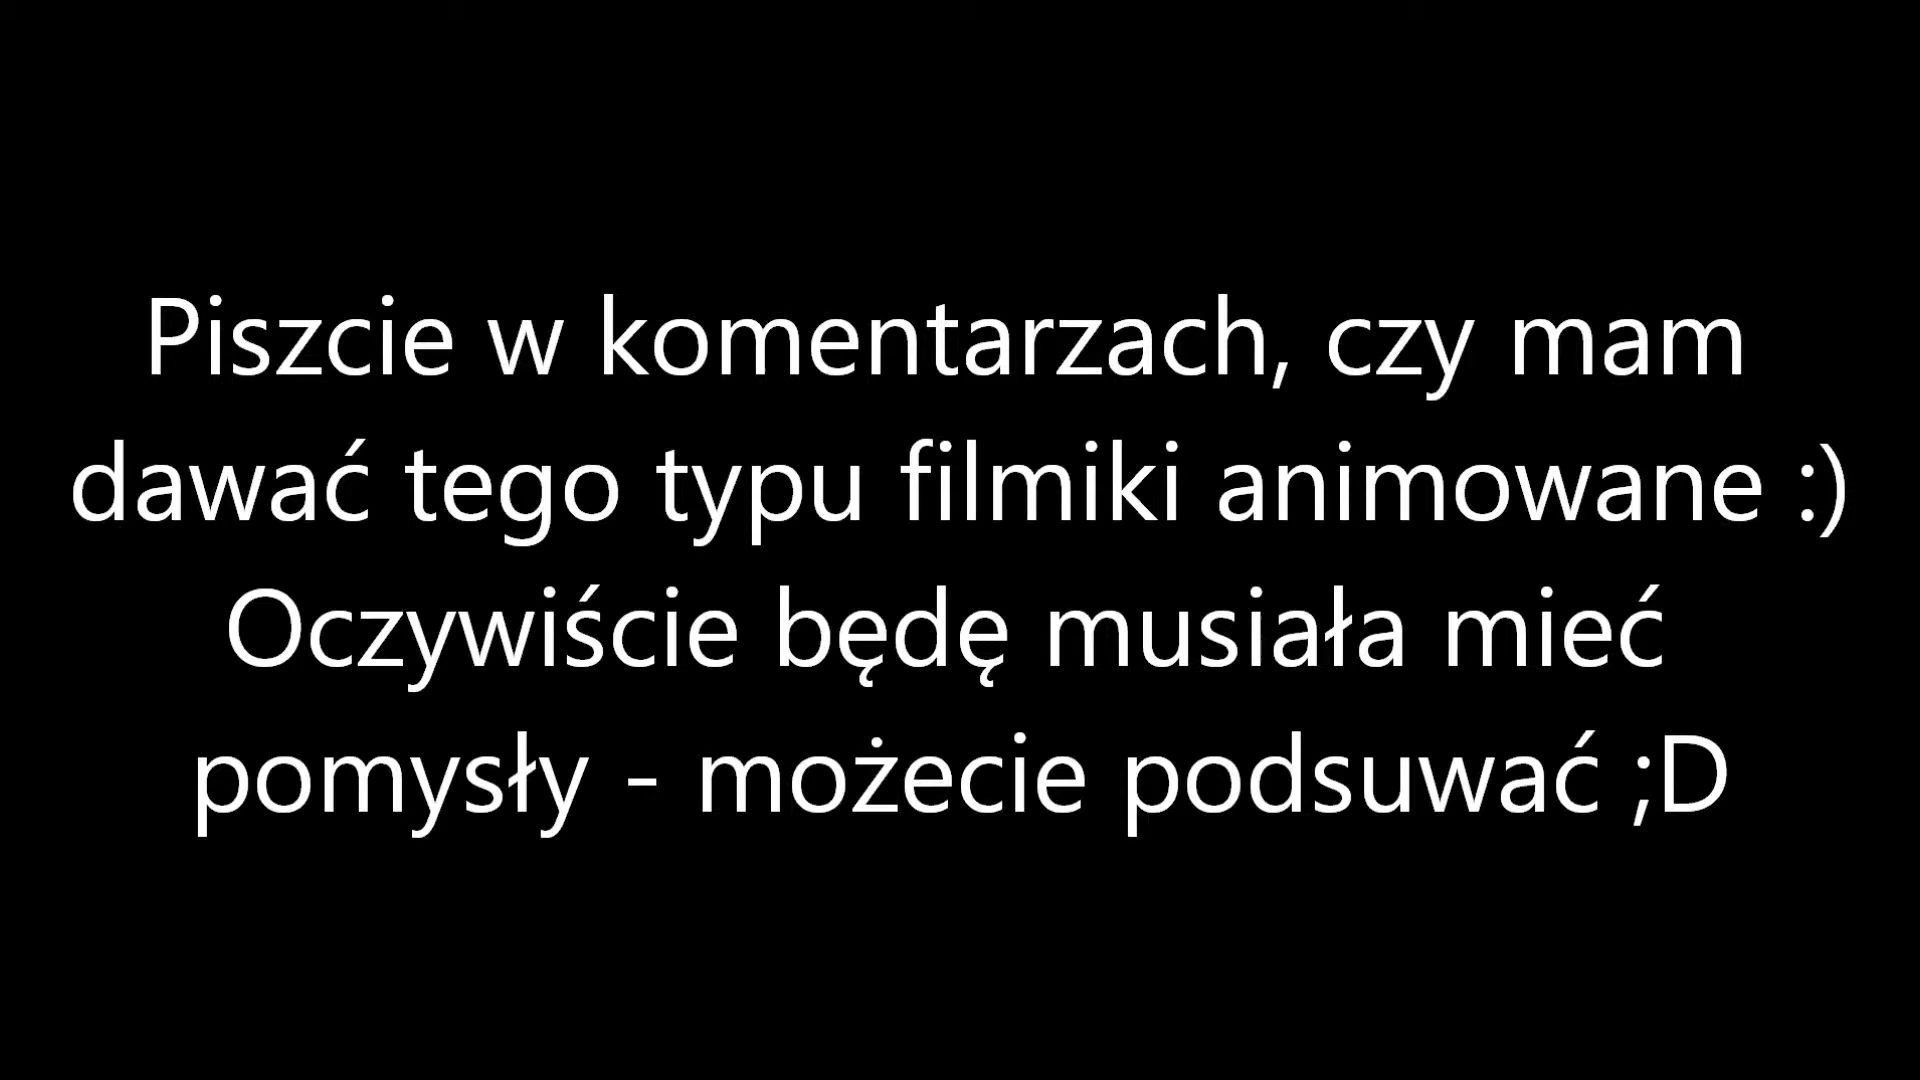 Piszcie w komentarzach, czy mam
dawać tego typu filmiki animowane :)
Oczywiście będę musiała mieć
pomysły - możecie podsuwać ;D